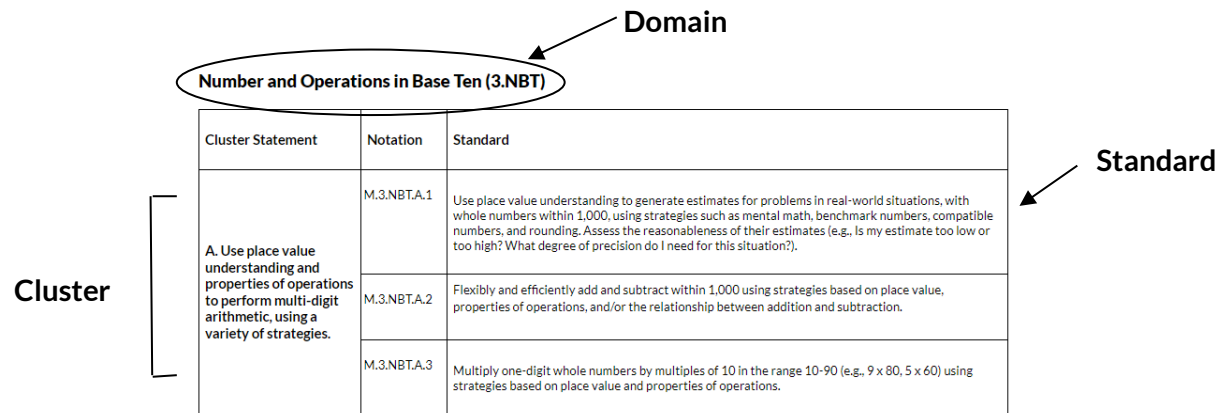 Domain
Number and Operations in Base Ten (3.NBT)
Cluster Statement
Notation
Standard
Standard
Cluster
A. Use place value
understanding and
properties of operations
to perform multi-digit
arithmetic, using a
variety of strategies.
M.3.NBT.A.1
Use place value understanding to generate estimates for problems in real-world situations, with
whole numbers within 1,000, using strategies such as mental math, benchmark numbers, compatible
numbers, and rounding. Assess the reasonableness of their estimates (e.g., Is my estimate too low or
too high? What degree of precision do I need for this situation?).
M.3.NBT.A.2
Flexibly and efficiently add and subtract within 1,000 using strategies based on place value,
properties of operations, and/or the relationship between addition and subtraction.
M.3.NBT.A.3
Multiply one-digit whole numbers by multiples of 10 in the range 10-90 (e.g., 9 x 80, 5 x 60) using
strategies based on place value and properties of operations.